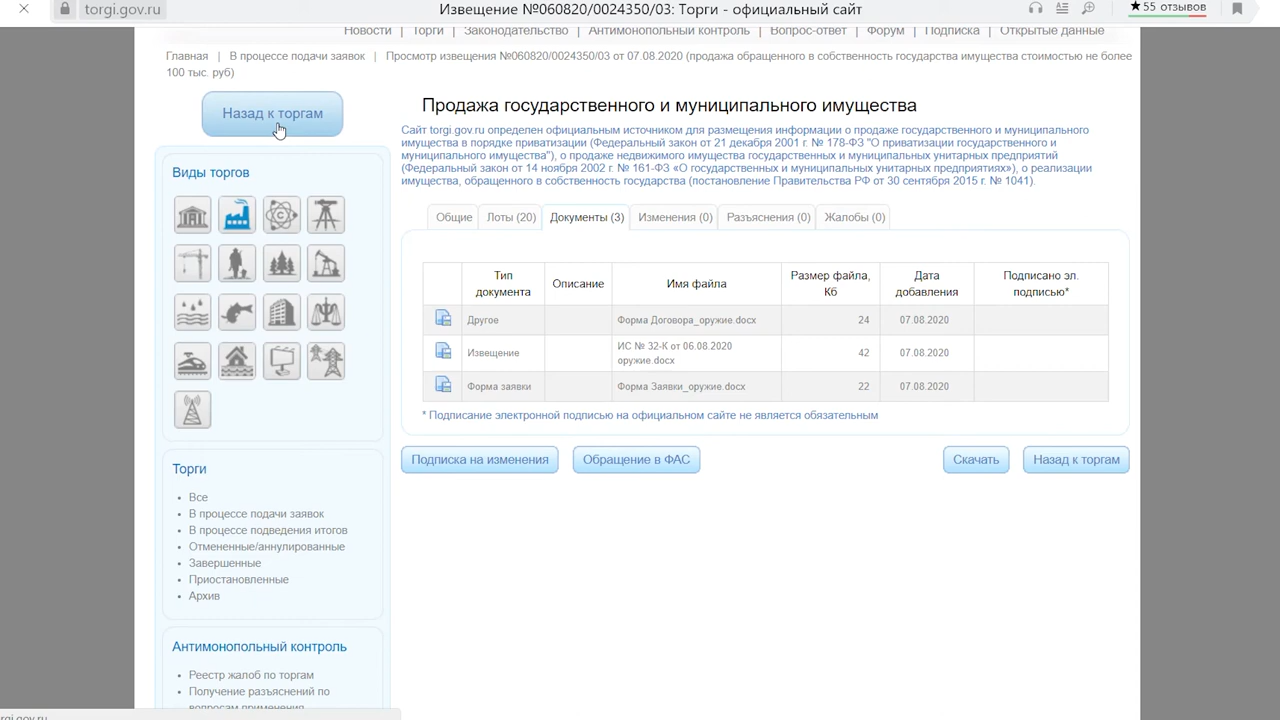 torgi.gov.ru
Извещение №060820/0024350/03: Торги - официальный сайт
★55 отзывов
Новости | Торги | Законодательство | Антимонопольный контроль | Вопрос-ответ | Форум | Подписка | Открытые данные
Главная | В процессе подачи заявок | Просмотр извещения №060820/0024350/03 от 07.08.2020 (продажа обращенного в собственность государства имущества стоимостью не более
100 тыс. руб)
Назад к торгам
Виды торгов
Торги
• Все
• В процессе подачи заявок
• В процессе подведения итогов
• Отмененные/аннулированные
• Завершенные
• Приостановленные
• Архив
Антимонопольный контроль
• Реестр жалоб по торгам
• Получение разъяснений по
вопросам применения
Продажа государственного и муниципального имущества
Сайт torgi.gov.ru определен официальным источником для размещения информации о продаже государственного и муниципального
имущества в порядке приватизации (Федеральный закон от 21 декабря 2001 г. № 178-ФЗ "О приватизации государственного и
муниципального имущества"), о продаже недвижимого имущества государственных и муниципальных унитарных предприятий
(Федеральный закон от 14 ноября 2002 г. № 161-ФЗ «О государственных и муниципальных унитарных предприятиях»), о реализации
имущества, обращенного в собственность государства (постановление Правительства РФ от 30 сентября 2015 г. № 1041).
Общие Лоты (20) Документы (3) Изменения (0) Разъяснения (0) Жалобы (0)
Тип документа Описание Имя файла Размер файла, Кб Дата добавления Подписано эл. подписью*
Другое Форма Договора_оружие.docx 24 07.08.2020
Извещение ИС № 32-К от 06.08.2020 оружие.docx 42 07.08.2020
Форма заявки Форма Заявки_оружие.docx 22 07.08.2020
* Подписание электронной подписью на официальном сайте не является обязательным
Подписка на изменения Обращение в ФАС Скачать Назад к торгам
rgi.gov.ru